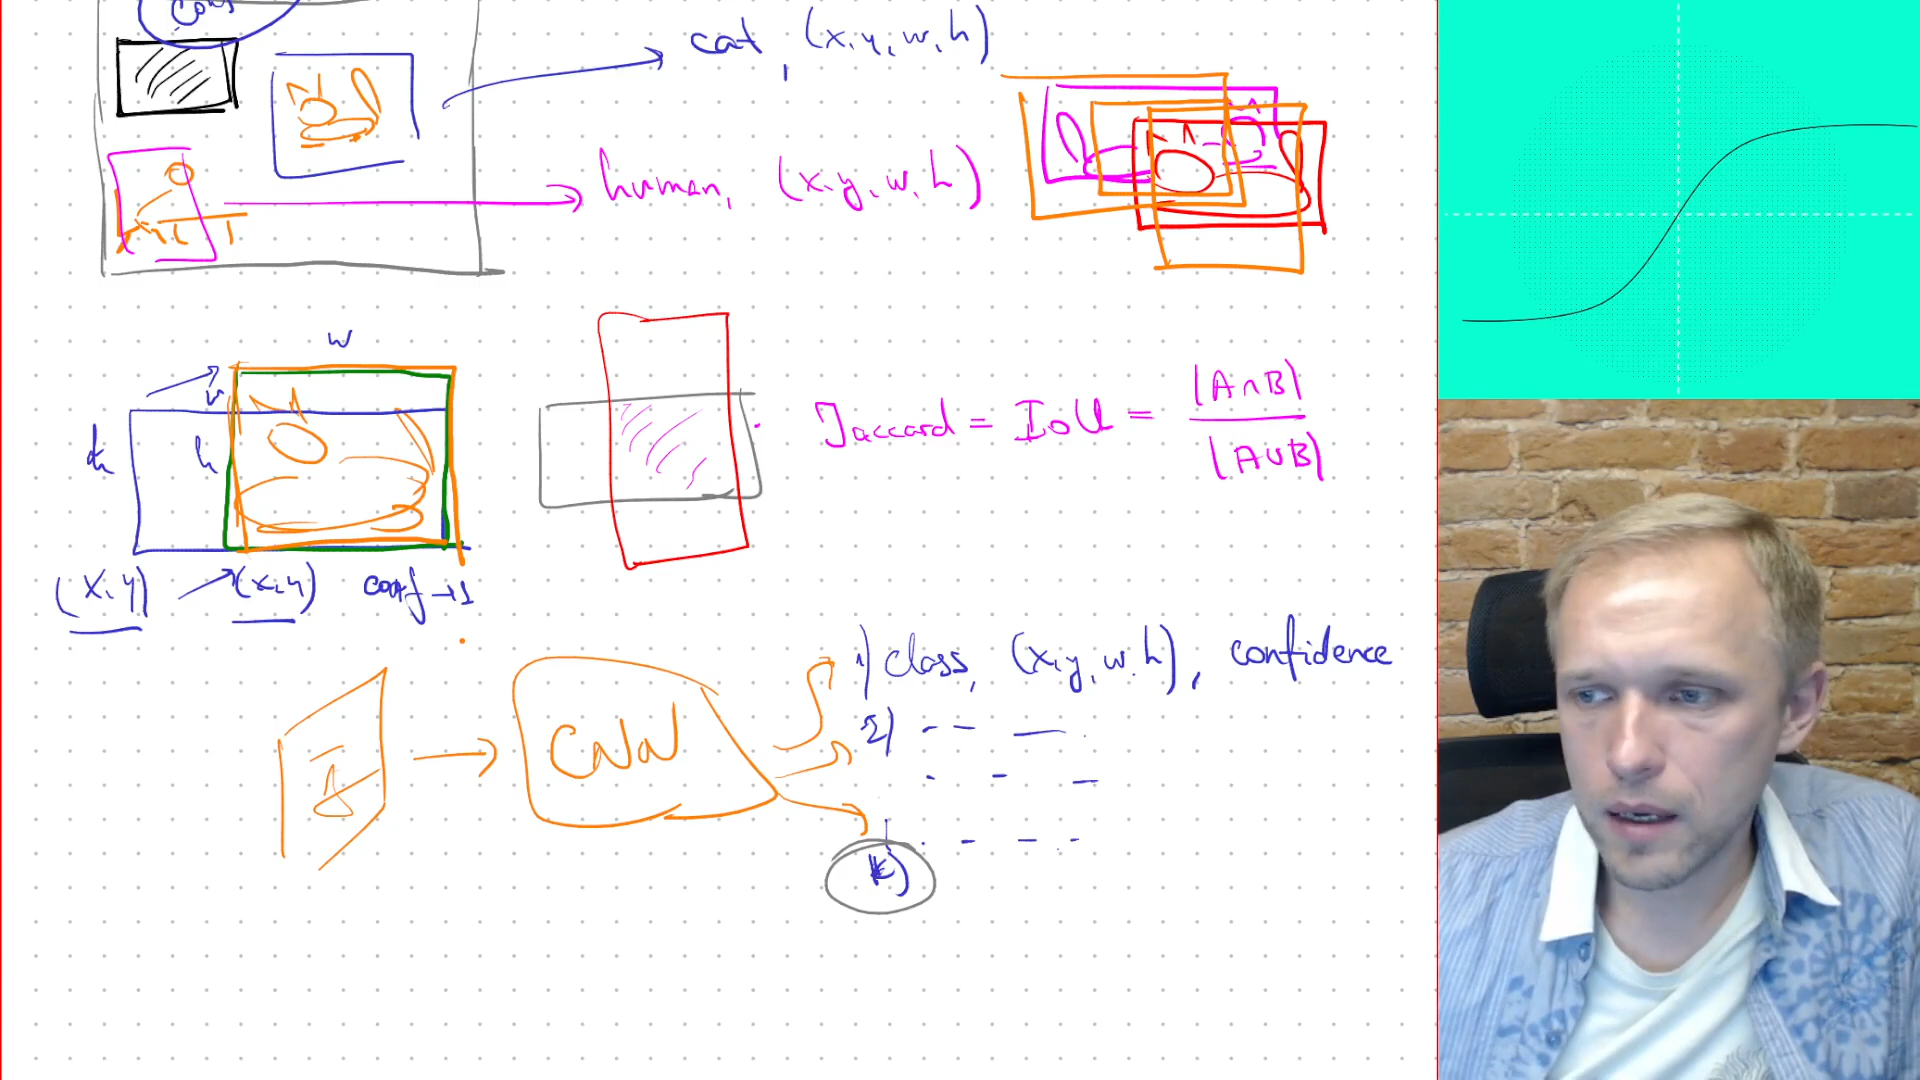 cat, (x, y, w, h)
human, (x, y, w, h)
w
h
h
Jaccard = IoU = |A∩B|
|A∪B|
(x, y) (x, y) conf → 1
1) class, (x, y, w, h), confidence
CNN
2)
k)